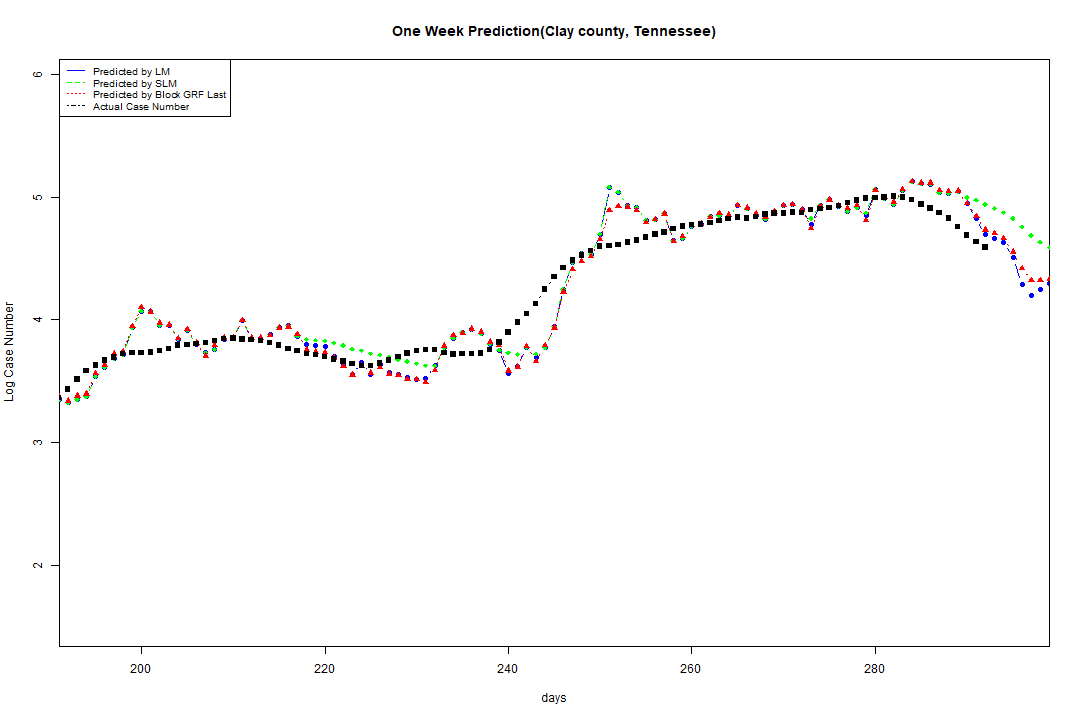 One Week Prediction(Clay county, Tennessee)
Predicted by LM
Predicted by SLM
Predicted by Block GRF Last
Actual Case Number
6
5
4
3
2
Log Case Number
200 220 240 260 280
days